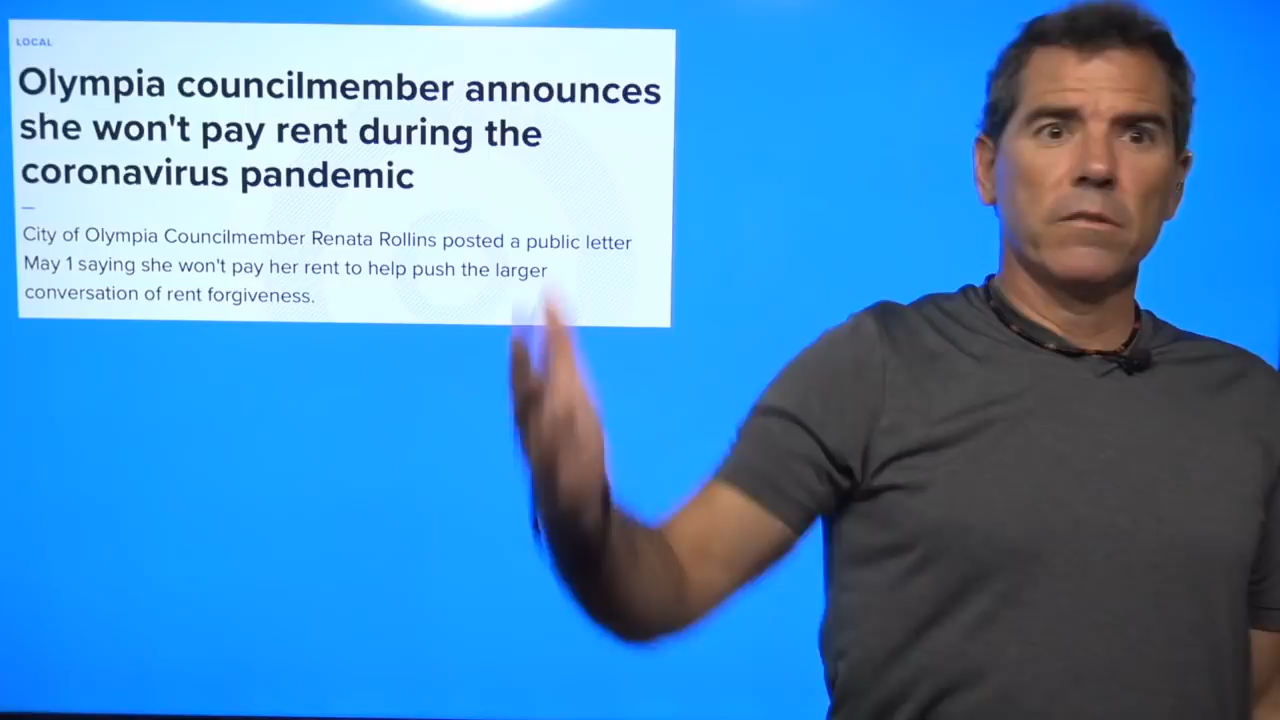 LOCAL
Olympia councilmember announces
she won't pay rent during the
coronavirus pandemic
City of Olympia Councilmember Renata Rollins posted a public letter
May 1 saying she won't pay her rent to help push the larger
conversation of rent forgiveness.